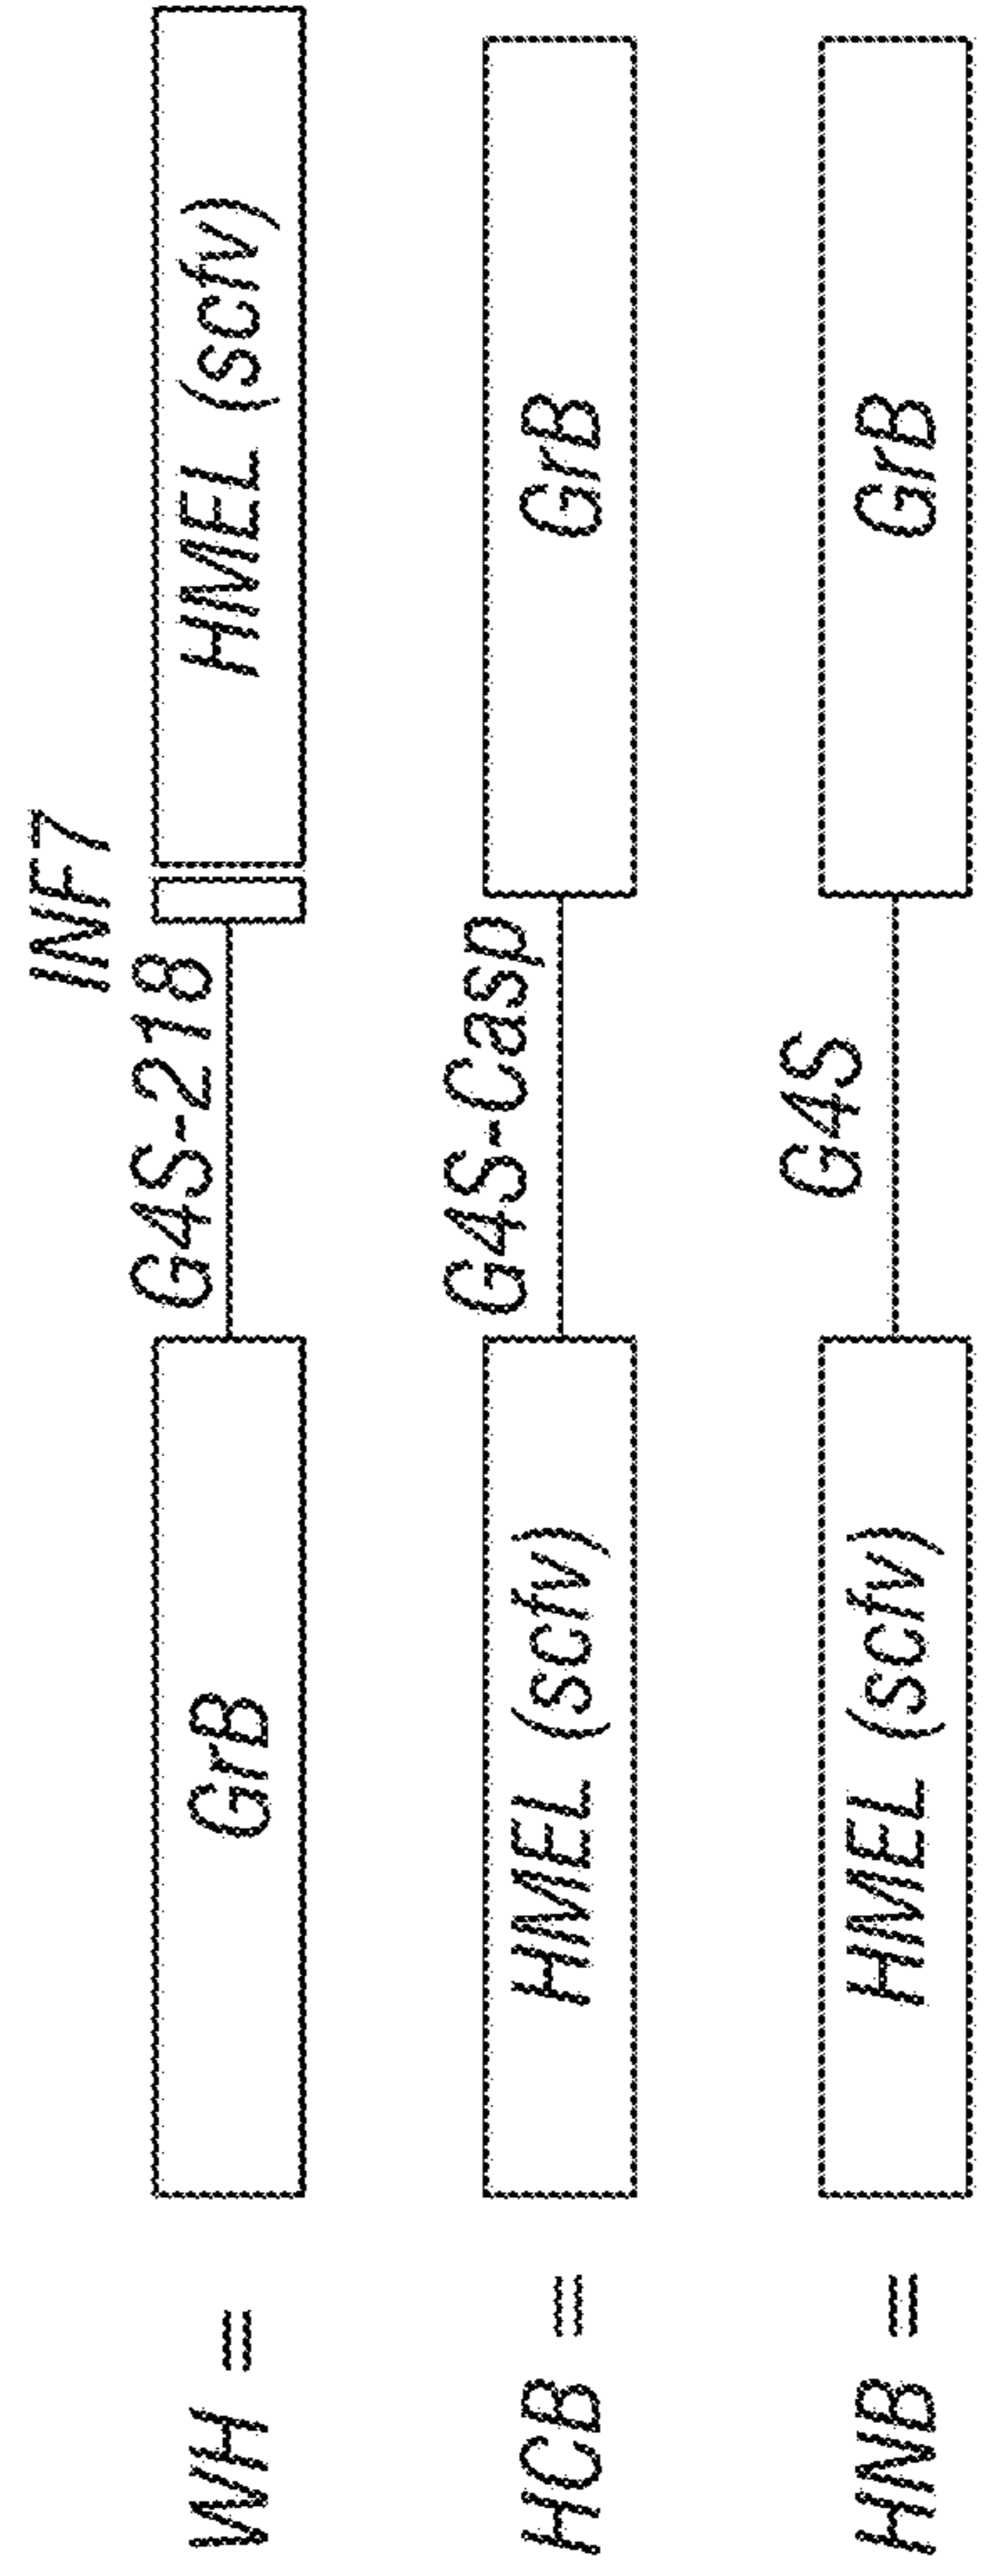 INF7
WH = GrB G4S-218 HMEL (scfv)
HCB = HMEL (scfv) G4S-Casp GrB
HNB = HMEL (scfv) G4S GrB